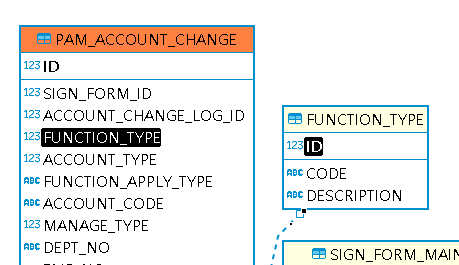 PAM_ACCOUNT_CHANGE
123 ID
123 SIGN_FORM_ID
123 ACCOUNT_CHANGE_LOG_ID
123 FUNCTION_TYPE
123 ACCOUNT_TYPE
ABC FUNCTION_APPLY_TYPE
ABC ACCOUNT_CODE
123 MANAGE_TYPE
ABC DEPT_NO
FUNCTION_TYPE
123 ID
ABC CODE
ABC DESCRIPTION
SIGN_FORM_MAIN